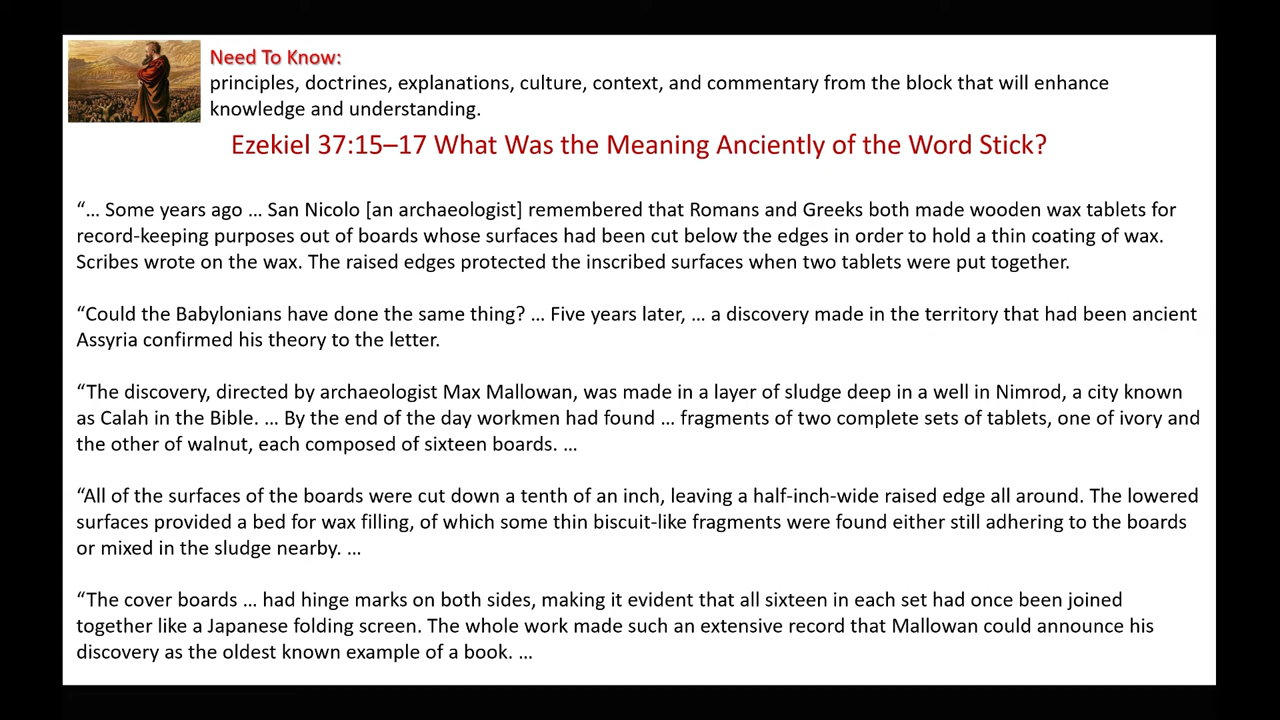 Need To Know:
principles, doctrines, explanations, culture, context, and commentary from the block that will enhance
knowledge and understanding.
Ezekiel 37:15–17 What Was the Meaning Anciently of the Word Stick?
“… Some years ago … San Nicolo [an archaeologist] remembered that Romans and Greeks both made wooden wax tablets for
record-keeping purposes out of boards whose surfaces had been cut below the edges in order to hold a thin coating of wax.
Scribes wrote on the wax. The raised edges protected the inscribed surfaces when two tablets were put together.
“Could the Babylonians have done the same thing? … Five years later, … a discovery made in the territory that had been ancient
Assyria confirmed his theory to the letter.
“The discovery, directed by archaeologist Max Mallowan, was made in a layer of sludge deep in a well in Nimrod, a city known
as Calah in the Bible. … By the end of the day workmen had found … fragments of two complete sets of tablets, one of ivory and
the other of walnut, each composed of sixteen boards. …
“All of the surfaces of the boards were cut down a tenth of an inch, leaving a half-inch-wide raised edge all around. The lowered
surfaces provided a bed for wax filling, of which some thin biscuit-like fragments were found either still adhering to the boards
or mixed in the sludge nearby. …
“The cover boards … had hinge marks on both sides, making it evident that all sixteen in each set had once been joined
together like a Japanese folding screen. The whole work made such an extensive record that Mallowan could announce his
discovery as the oldest known example of a book. …